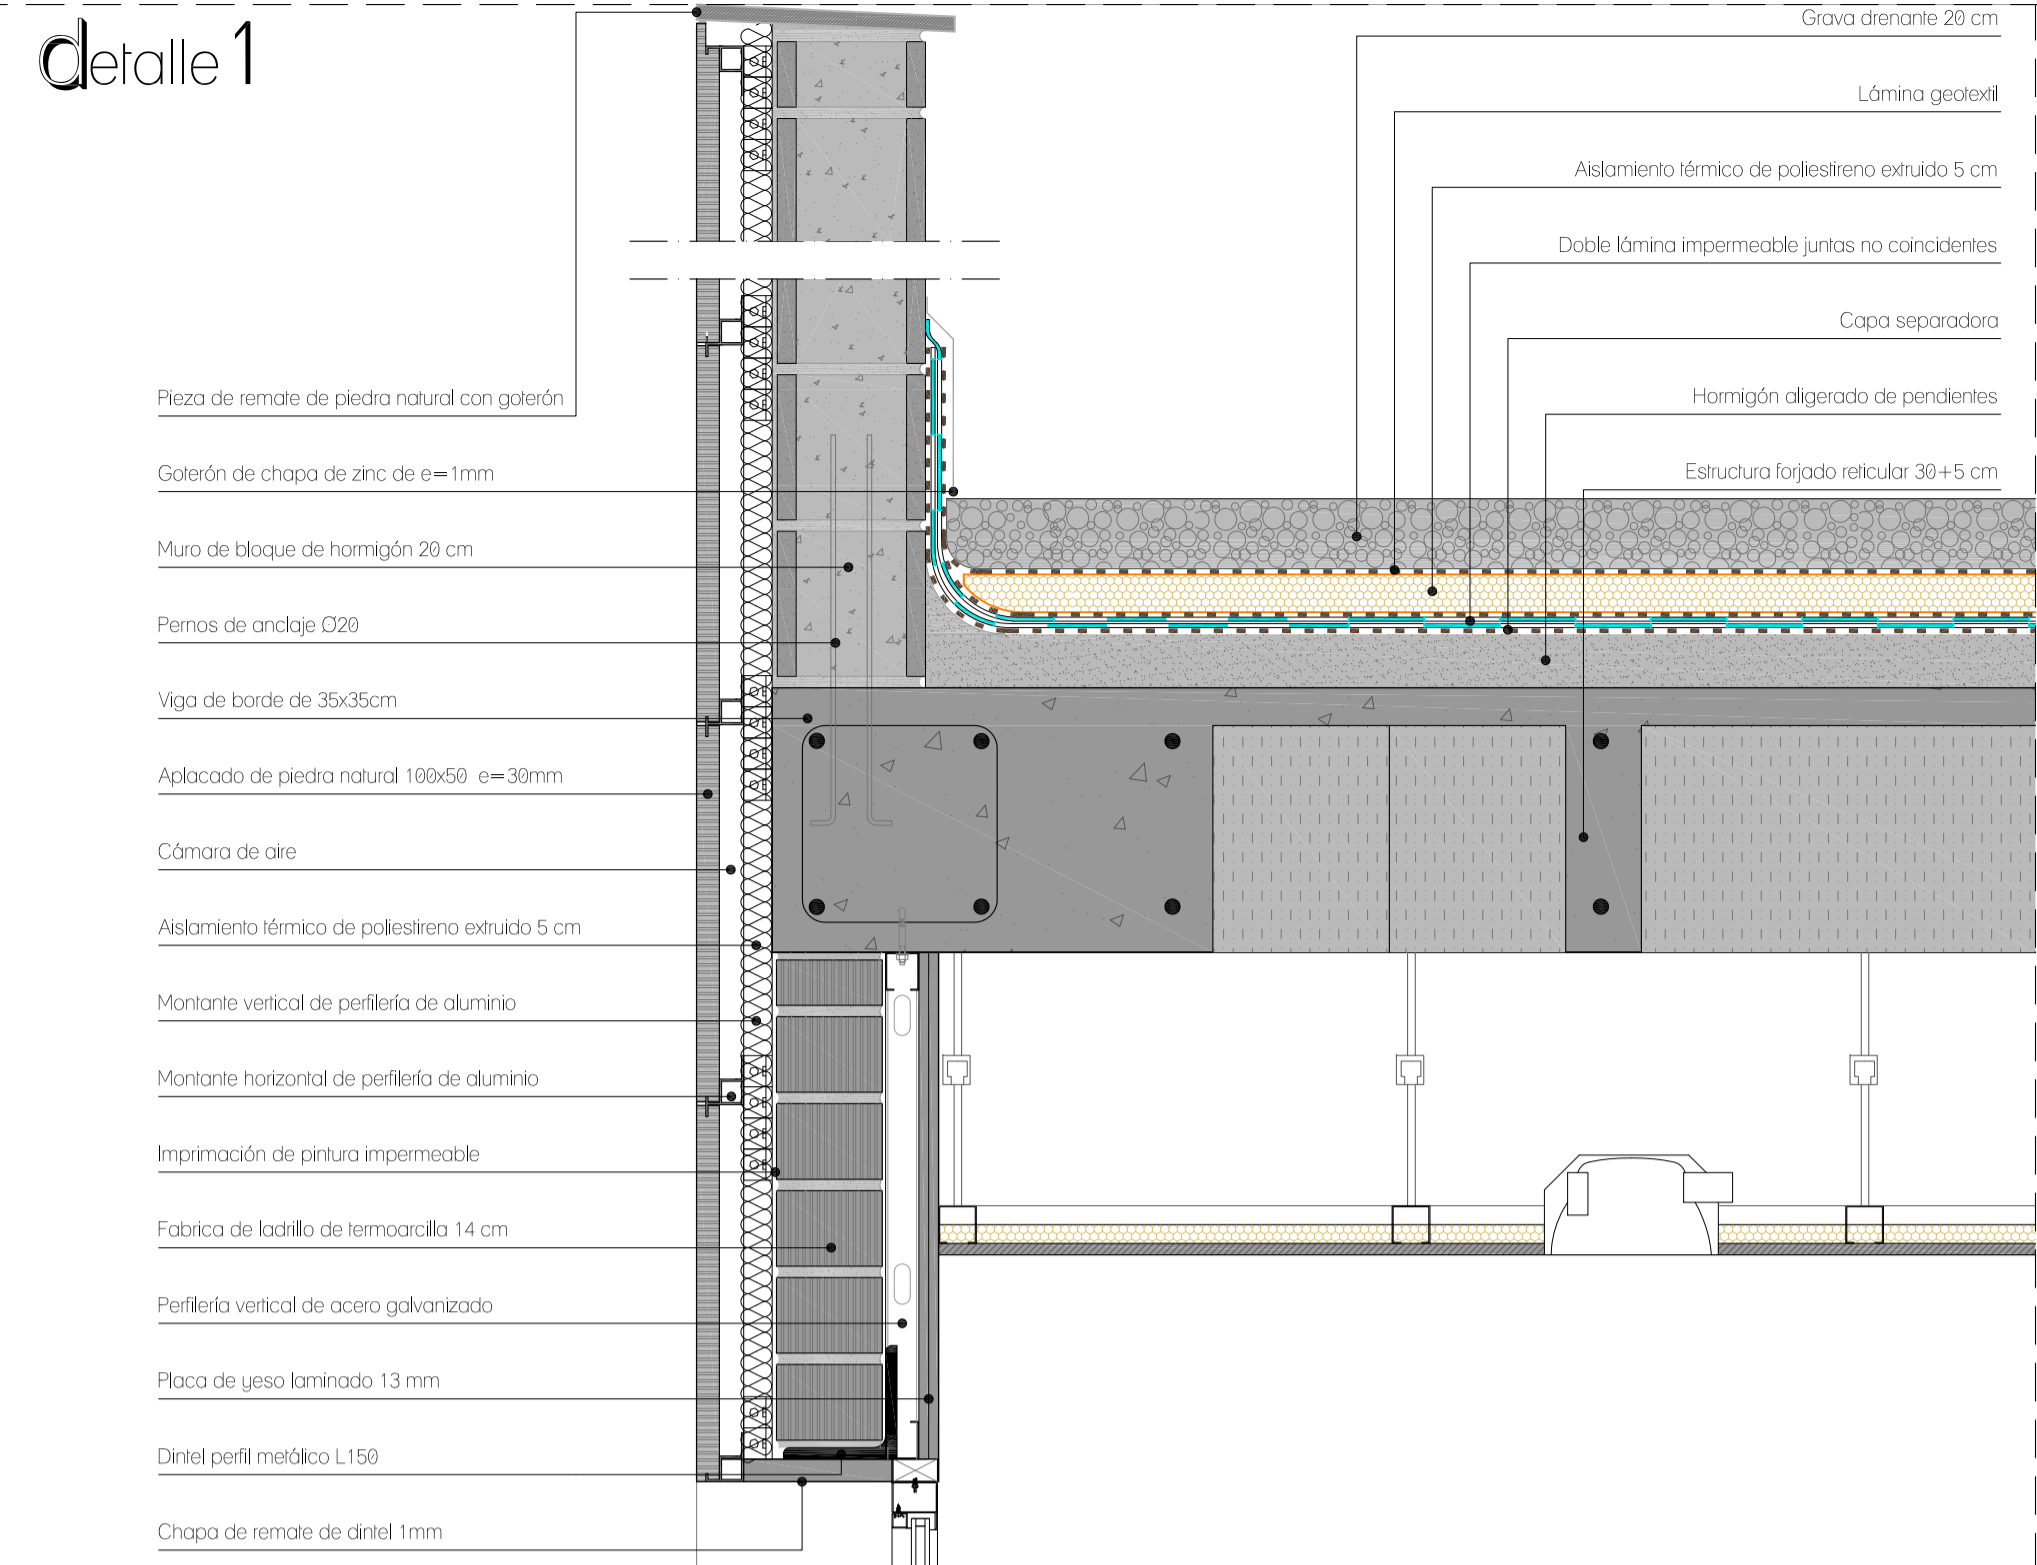 detalle 1
Grava drenante 20 cm
Lámina geotextil
Aislamiento térmico de poliestireno extruido 5 cm
Doble lámina impermeable juntas no coincidentes
Capa separadora
Hormigón aligerado de pendientes
Estructura forjado reticular 30+5 cm
Pieza de remate de piedra natural con goterón
Goterón de chapa de zinc de e=1mm
Muro de bloque de hormigón 20 cm
Pernos de anclaje Ø20
Viga de borde de 35x35cm
Aplacado de piedra natural 100x50 e=30mm
Cámara de aire
Aislamiento térmico de poliestireno extruido 5 cm
Montante vertical de perfilería de aluminio
Montante horizontal de perfilería de aluminio
Imprimación de pintura impermeable
Fabrica de ladrillo de termoarcilla 14 cm
Perfilería vertical de acero galvanizado
Placa de yeso laminado 13 mm
Dintel perfil metálico L150
Chapa de remate de dintel 1mm